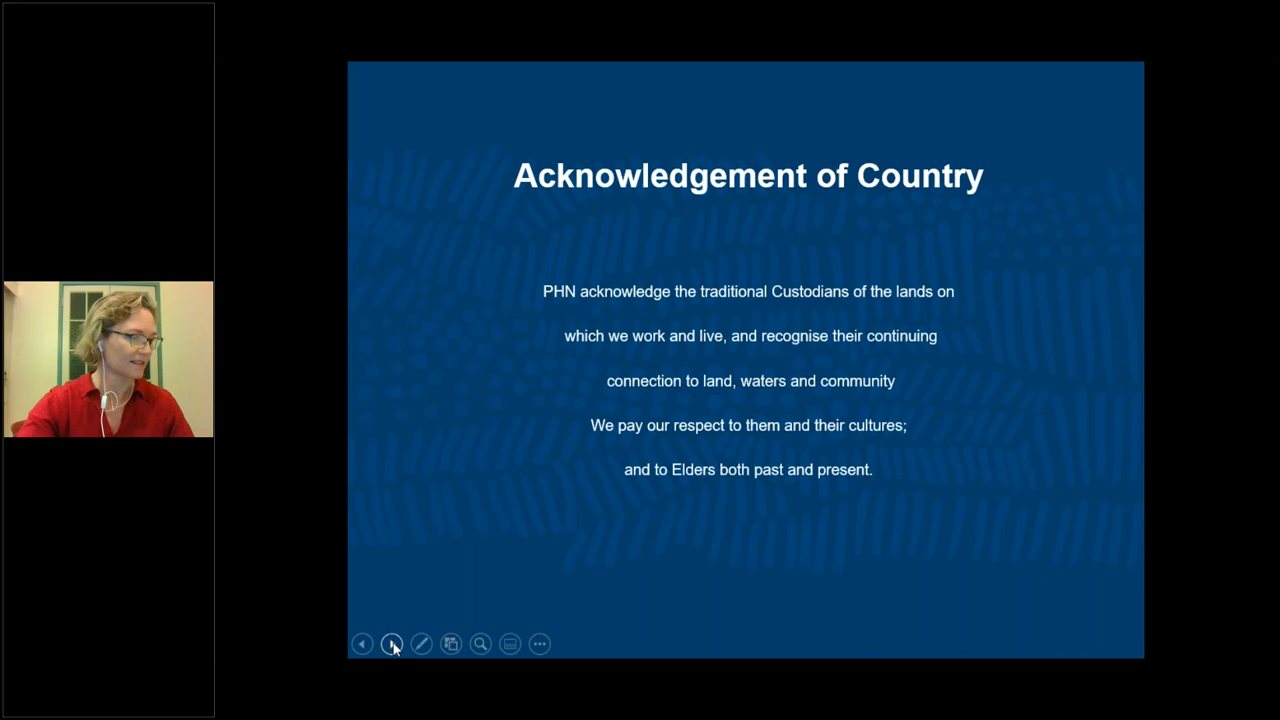 Acknowledgement of Country
PHN acknowledge the traditional Custodians of the lands on
which we work and live, and recognise their continuing
connection to land, waters and community
We pay our respect to them and their cultures;
and to Elders both past and present.